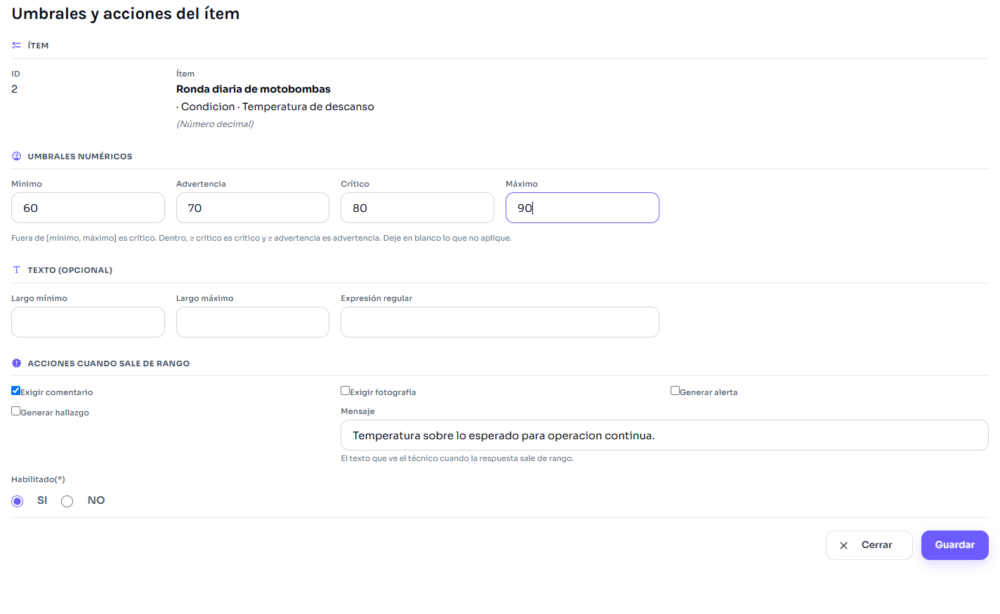 Umbrales y acciones del ítem
ÍTEM
ID
Ítem
2
Ronda diaria de motobombas
· Condicion · Temperatura de descanso
(Número decimal)
UMBRALES NUMÉRICOS
Mínimo
Advertencia
Crítico
Máximo
60
70
80
90
Fuera de [mínimo, máximo] es crítico. Dentro, ≥ crítico es crítico y ≥ advertencia es advertencia. Deje en blanco lo que no aplique.
TEXTO (OPCIONAL)
Largo mínimo
Largo máximo
Expresión regular
ACCIONES CUANDO SALE DE RANGO
Exigir comentario
Exigir fotografía
Generar alerta
Generar hallazgo
Mensaje
Temperatura sobre lo esperado para operacion continua.
El texto que ve el técnico cuando la respuesta sale de rango.
Habilitado(*)
SI
NO
Cerrar
Guardar